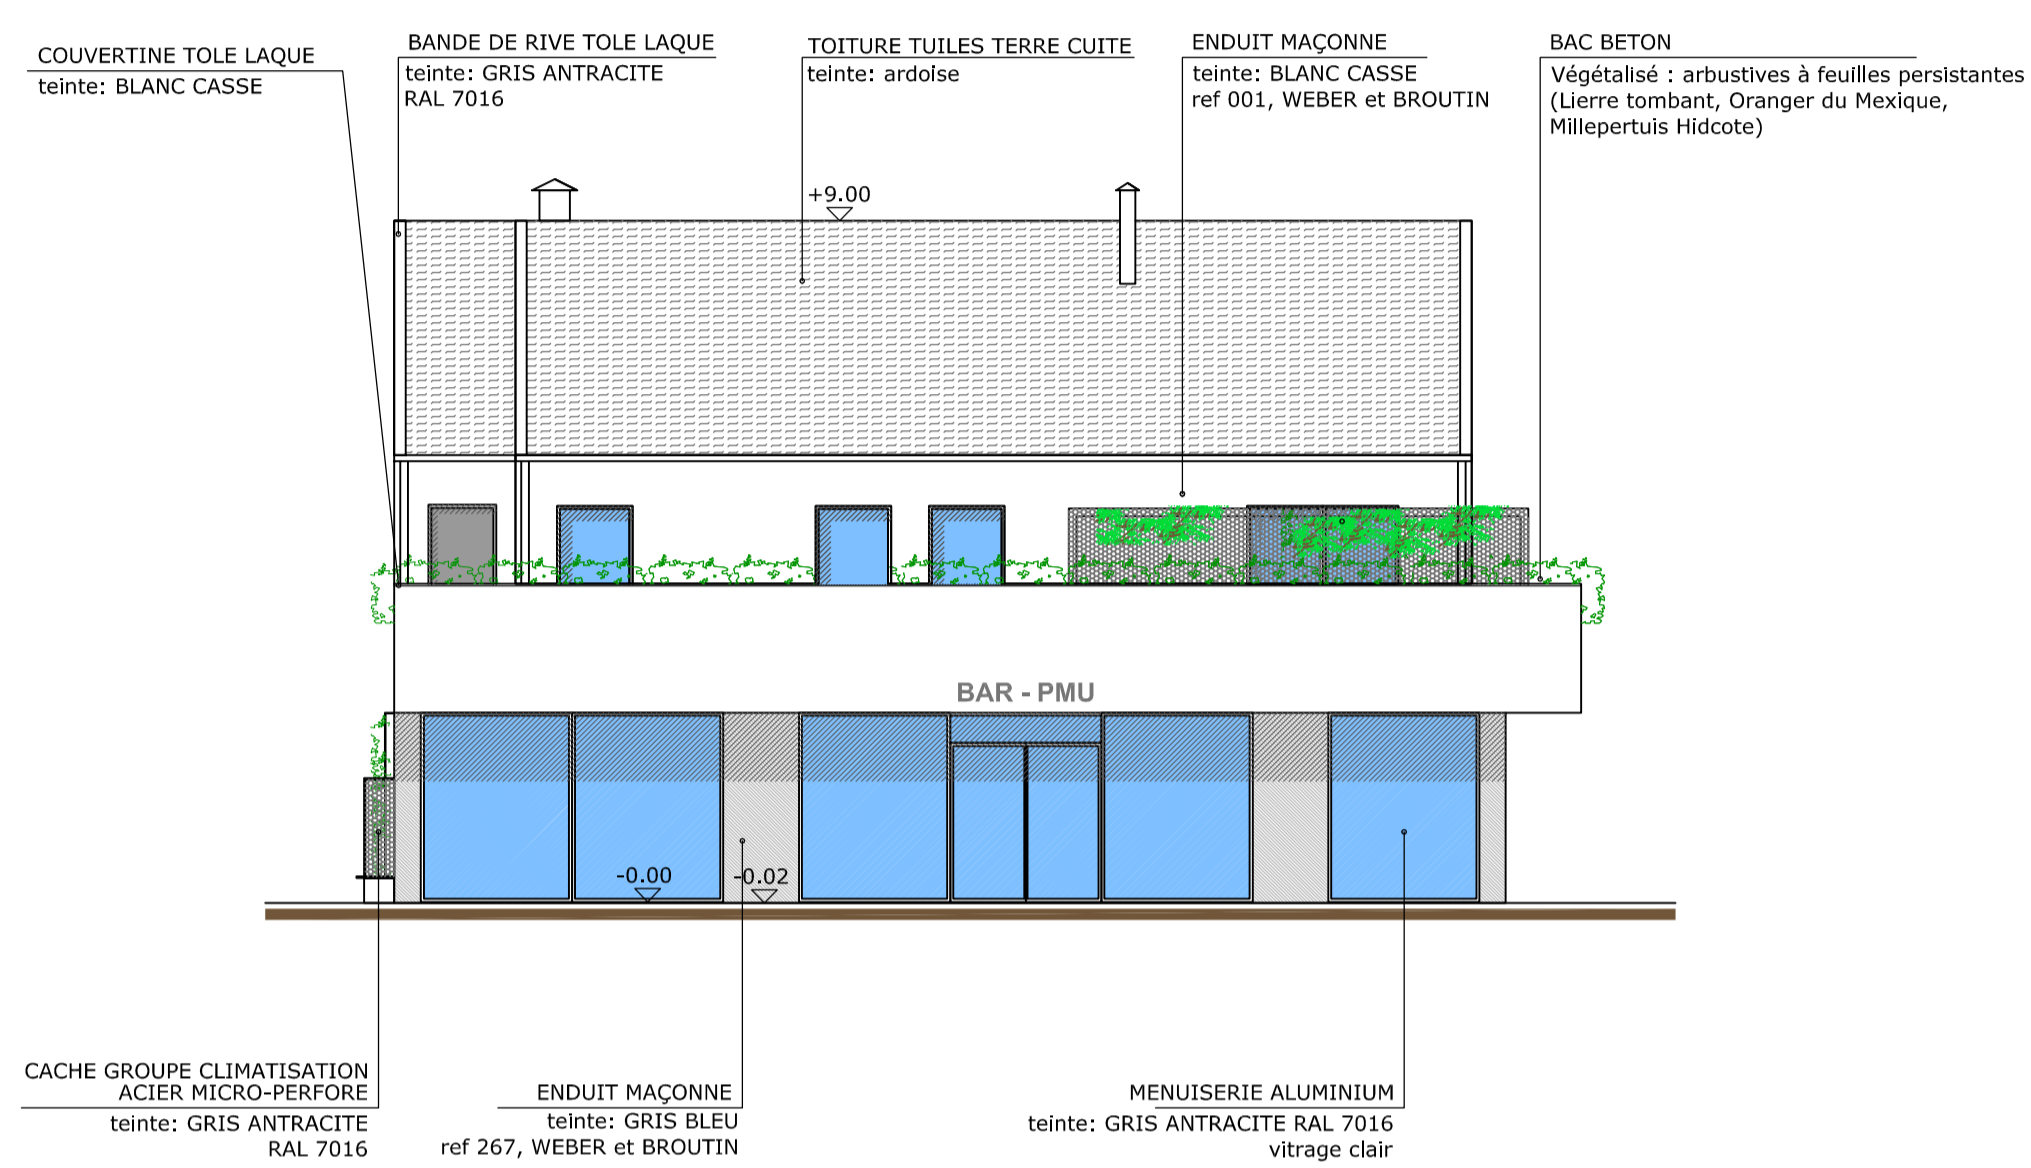 COUVERTINE TOLE LAQUE
teinte: BLANC CASSE
BANDE DE RIVE TOLE LAQUE
teinte: GRIS ANTRACITE
RAL 7016
TOITURE TUILES TERRE CUITE
teinte: ardoise
ENDUIT MAÇONNE
teinte: BLANC CASSE
ref 001, WEBER et BROUTIN
BAC BETON
Végétalisé : arbustives à feuilles persistantes
(Lierre tombant, Oranger du Mexique,
Millepertuis Hidcote)
+9.00
BAR - PMU
-0.00
-0.02
CACHE GROUPE CLIMATISATION
ACIER MICRO-PERFORE
teinte: GRIS ANTRACITE
RAL 7016
ENDUIT MAÇONNE
teinte: GRIS BLEU
ref 267, WEBER et BROUTIN
MENUISERIE ALUMINIUM
teinte: GRIS ANTRACITE RAL 7016
vitrage clair